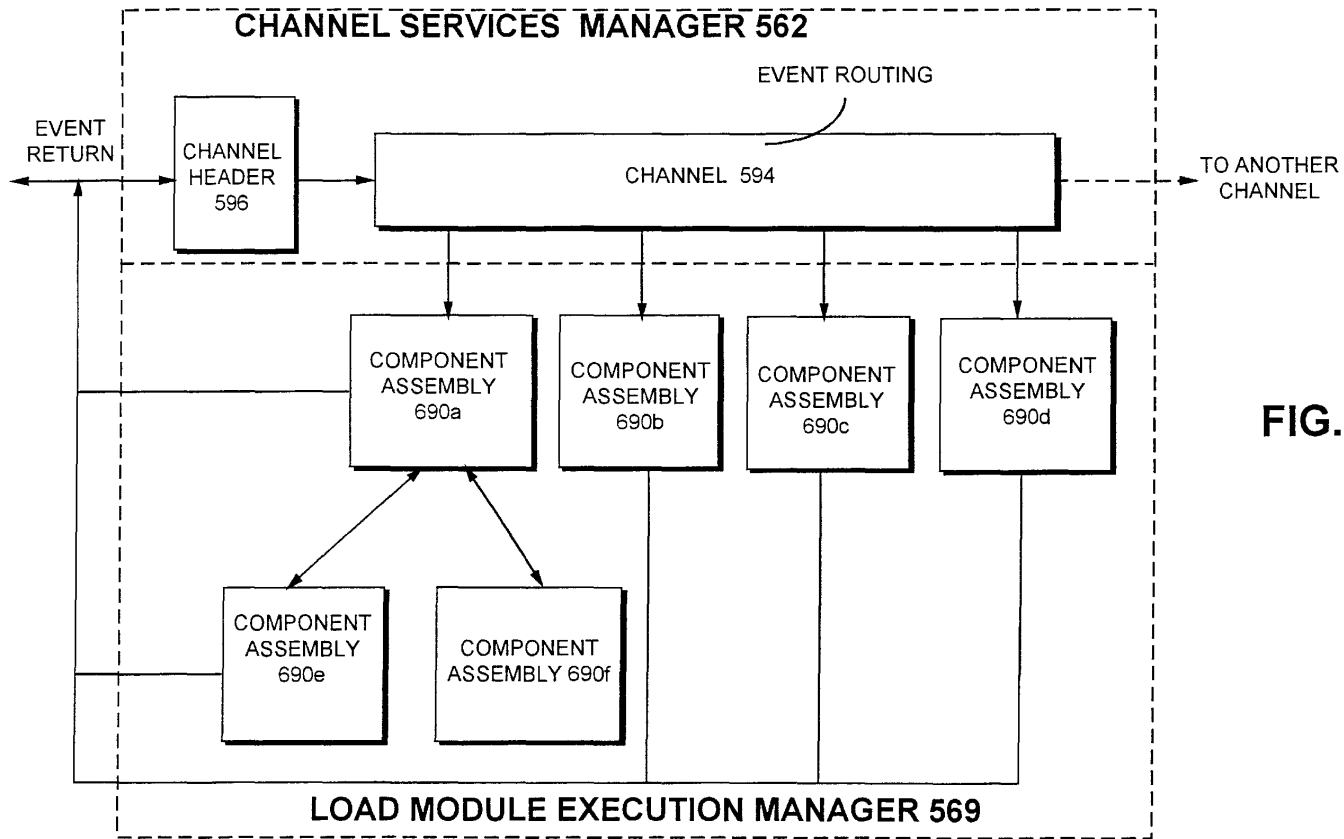 CHANNEL SERVICES MANAGER 562
EVENT ROUTING
EVENT
RETURN
CHANNEL
HEADER
596
CHANNEL 594
TO ANOTHER
CHANNEL
COMPONENT
ASSEMBLY
690a
COMPONENT
ASSEMBLY
690b
COMPONENT
ASSEMBLY
690c
COMPONENT
ASSEMBLY
690d
FIG.
COMPONENT
ASSEMBLY
690e
COMPONENT
ASSEMBLY 690f
LOAD MODULE EXECUTION MANAGER 569